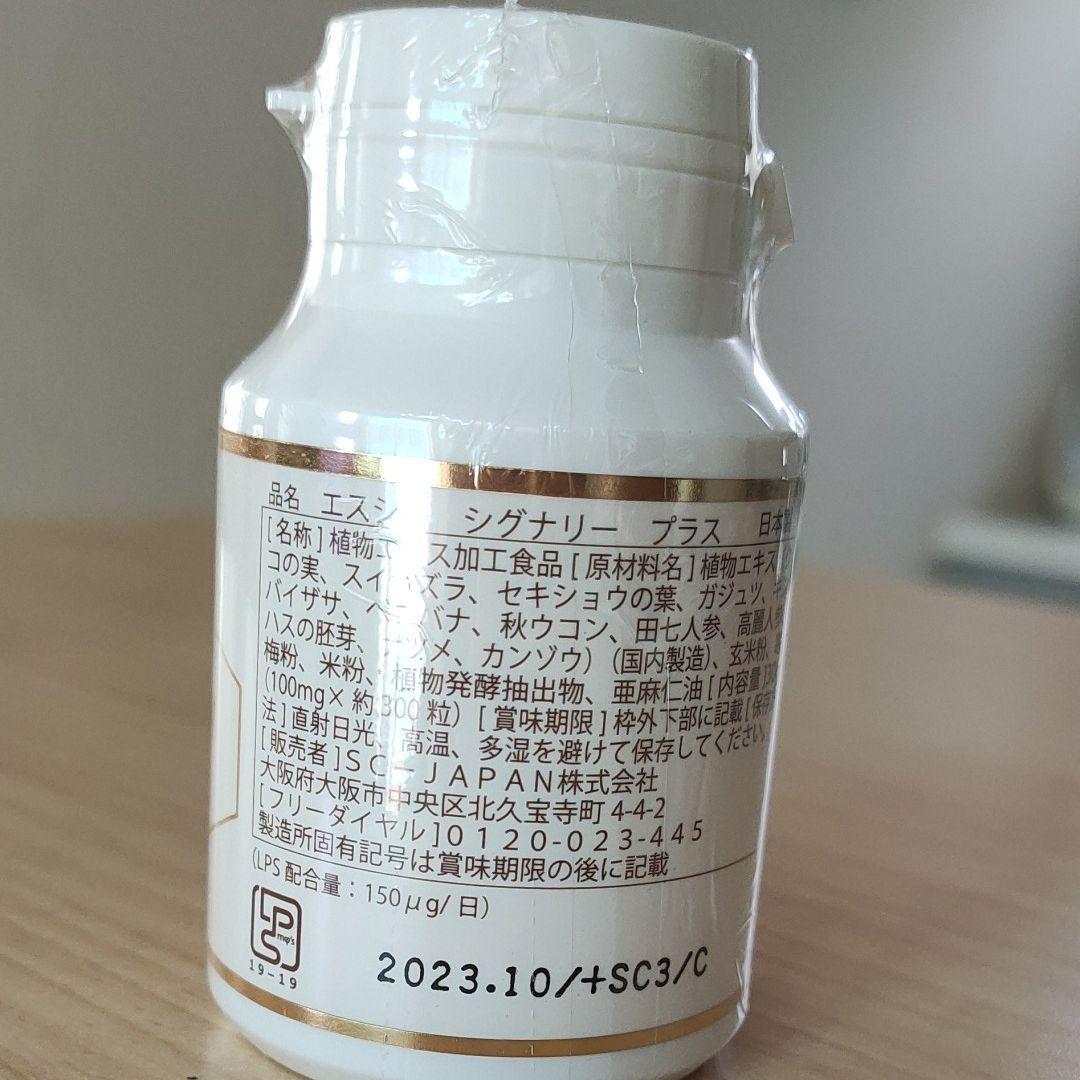 品名 エスシ シグナリー プラス 日本製
[名称]植物エ ス加工食品[原材料名]植物エキス
コの実、スイ ズラ、セキショウの葉、ガジュツ、キ
バイザサ、 バナ、秋ウコン、田七人参、高麗人参
ハスの胚芽、 ツメ、カンゾウ)(国内製造)、玄米粉、
梅粉、米粉、植物発酵抽出物、亜麻仁油[内容量]30
(100mg×約300粒)[賞味期限]枠外下部に記載[保存
法]直射日光、高温、多湿を避けて保存してください。
[販売者]SC-JAPAN株式会社
大阪府大阪市中央区北久宝寺町4-4-2
[フリーダイヤル]0120-023-445
製造所固有記号は賞味期限の後に記載
(LPS配合量:150μg/日)
LPS
map's
19-19
2023.10/+SC3/C